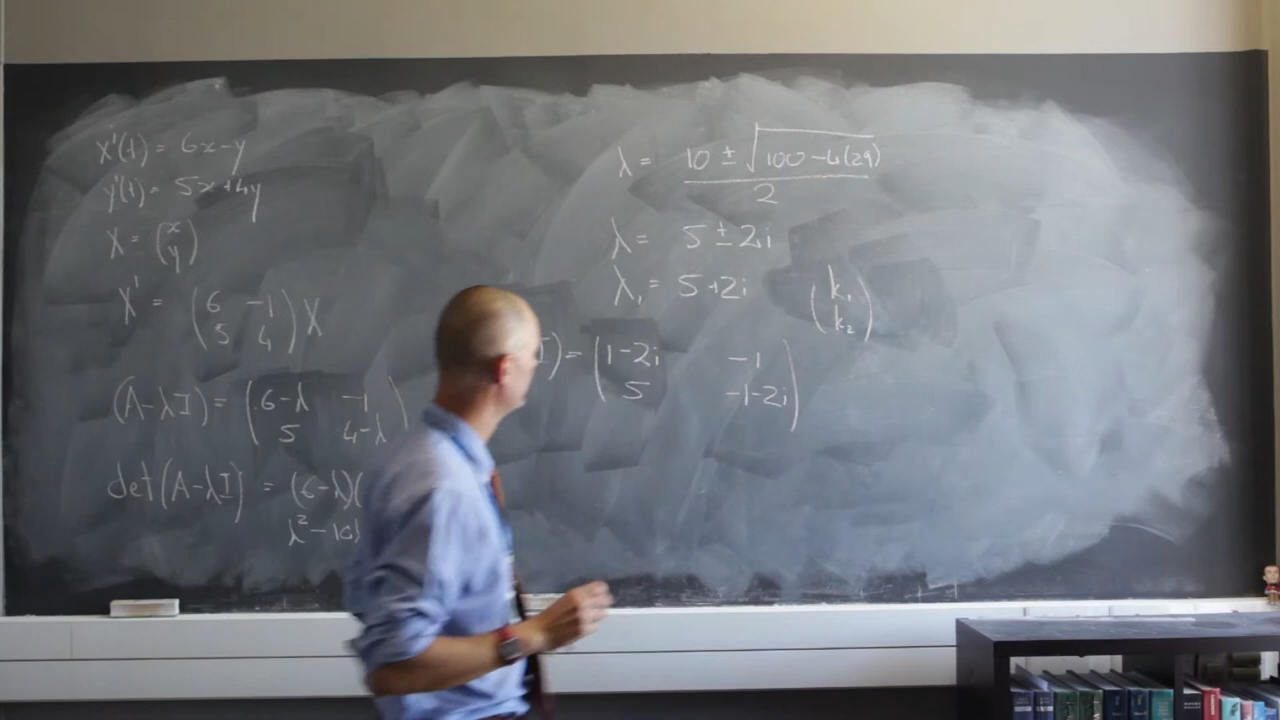 X'(t) = 6x-y
y'(t) = 5x+4y
X = (x
y)
X' = (6 -1
5 4) X
(A-λI) = (6-λ -1
5 4-λ)
det(A-λI) = (6-λ)(
λ²-10λ
λ = 10 ± √100-4(29)
2
λ = 5 ± 2i
λ₁ = 5+2i
(k₁
k₂)
I) = (1-2i -1
5 -1-2i)